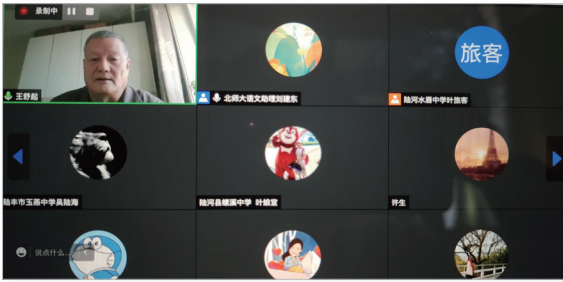 录制中
王舒起
北师大语文助理刘建东
旅客
陆河水唇中学叶旅客
陆丰市玉燕中学吴陆海
陆河县螺溪中学 叶娘宣
许生
说点什么...